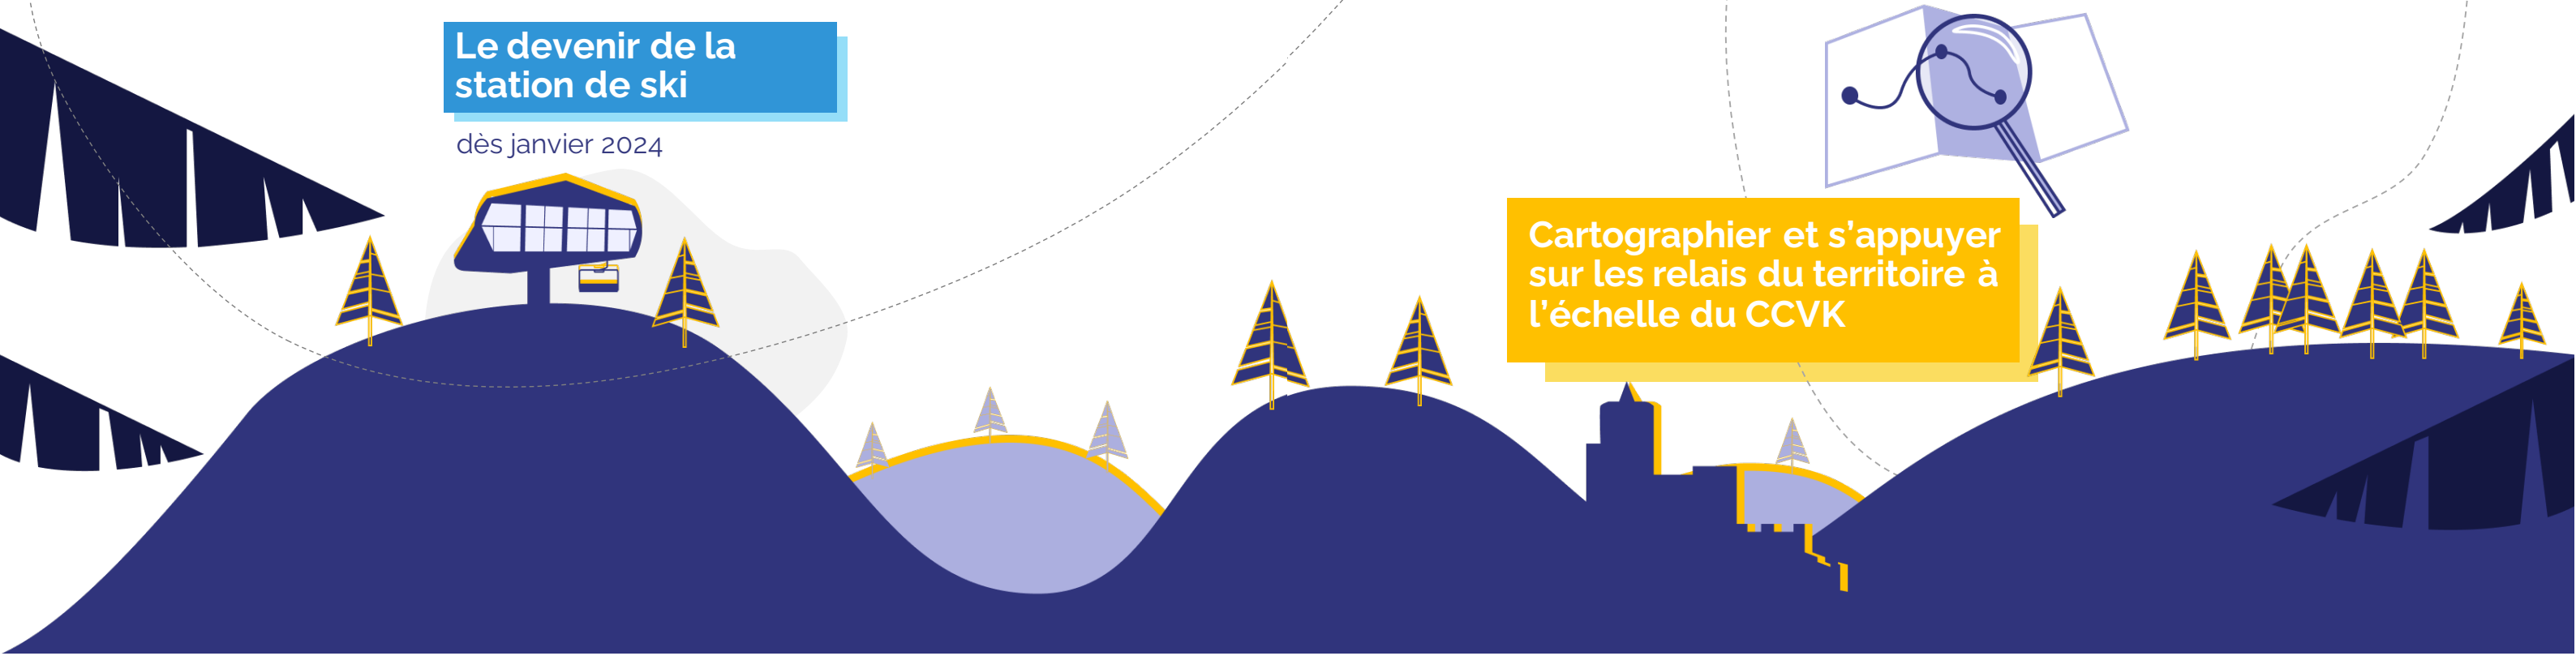 Le devenir de la
station de ski
dès janvier 2024
Cartographier et s’appuyer
sur les relais du territoire à
l’échelle du CCVK